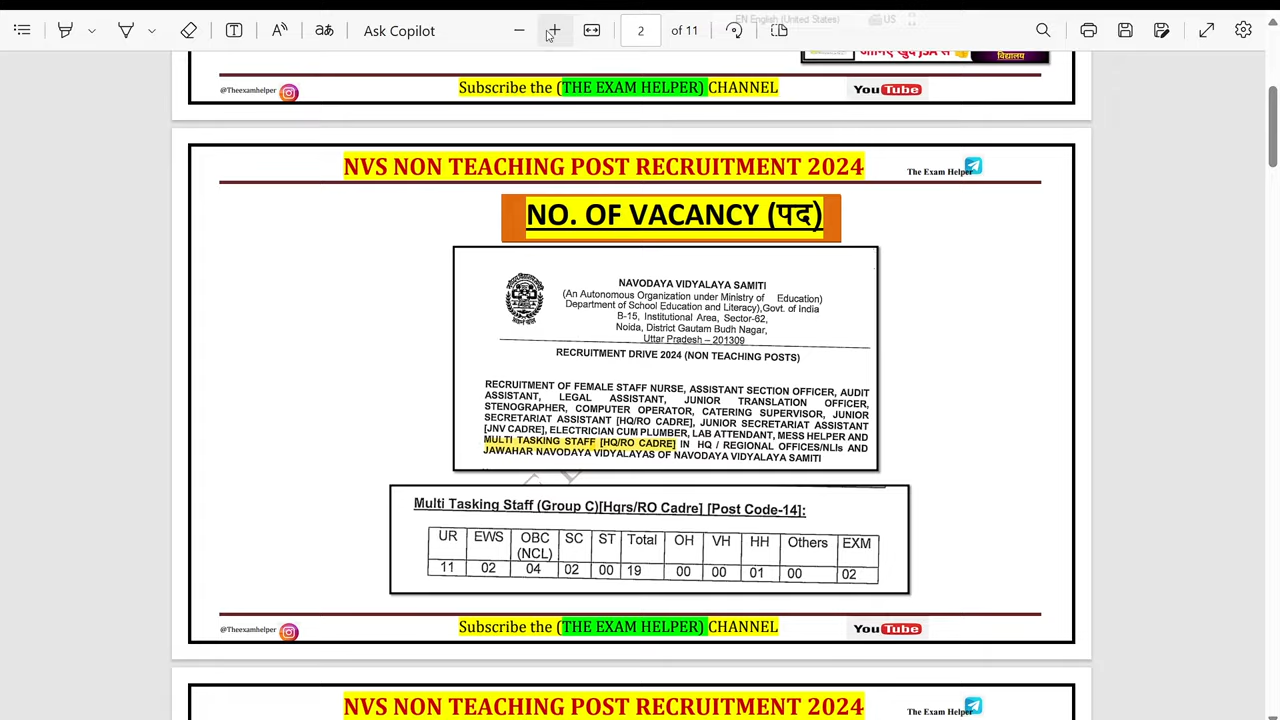 EN English (United States) US
Ask Copilot
2 of 11
जानिए खुद JSA से
विद्यालय
@Theexamhelper
Subscribe the (THE EXAM HELPER) CHANNEL
YouTube
NVS NON TEACHING POST RECRUITMENT 2024
The Exam Helper
NO. OF VACANCY (पद)
NAVODAYA VIDYALAYA SAMITI
(An Autonomous Organization under Ministry of Education)
Department of School Education and Literacy),Govt. of India
B-15, Institutional Area, Sector-62,
Noida, District Gautam Budh Nagar,
Uttar Pradesh – 201309
RECRUITMENT DRIVE 2024 (NON TEACHING POSTS)
RECRUITMENT OF FEMALE STAFF NURSE, ASSISTANT SECTION OFFICER, AUDIT
ASSISTANT, LEGAL ASSISTANT, JUNIOR TRANSLATION OFFICER,
STENOGRAPHER, COMPUTER OPERATOR, CATERING SUPERVISOR, JUNIOR
SECRETARIAT ASSISTANT [HQ/RO CADRE], JUNIOR SECRETARIAT ASSISTANT
[JNV CADRE], ELECTRICIAN CUM PLUMBER, LAB ATTENDANT, MESS HELPER AND
MULTI TASKING STAFF [HQ/RO CADRE] IN HQ / REGIONAL OFFICES/NLIs AND
JAWAHAR NAVODAYA VIDYALAYAS OF NAVODAYA VIDYALAYA SAMITI
Multi Tasking Staff (Group C)[Hqrs/RO Cadre] [Post Code-14]:
UR EWS OBC (NCL) SC ST Total OH VH HH Others EXM
11 02 04 02 00 19 00 00 01 00 02
@Theexamhelper
Subscribe the (THE EXAM HELPER) CHANNEL
YouTube
NVS NON TEACHING POST RECRUITMENT 2024
The Exam Helper